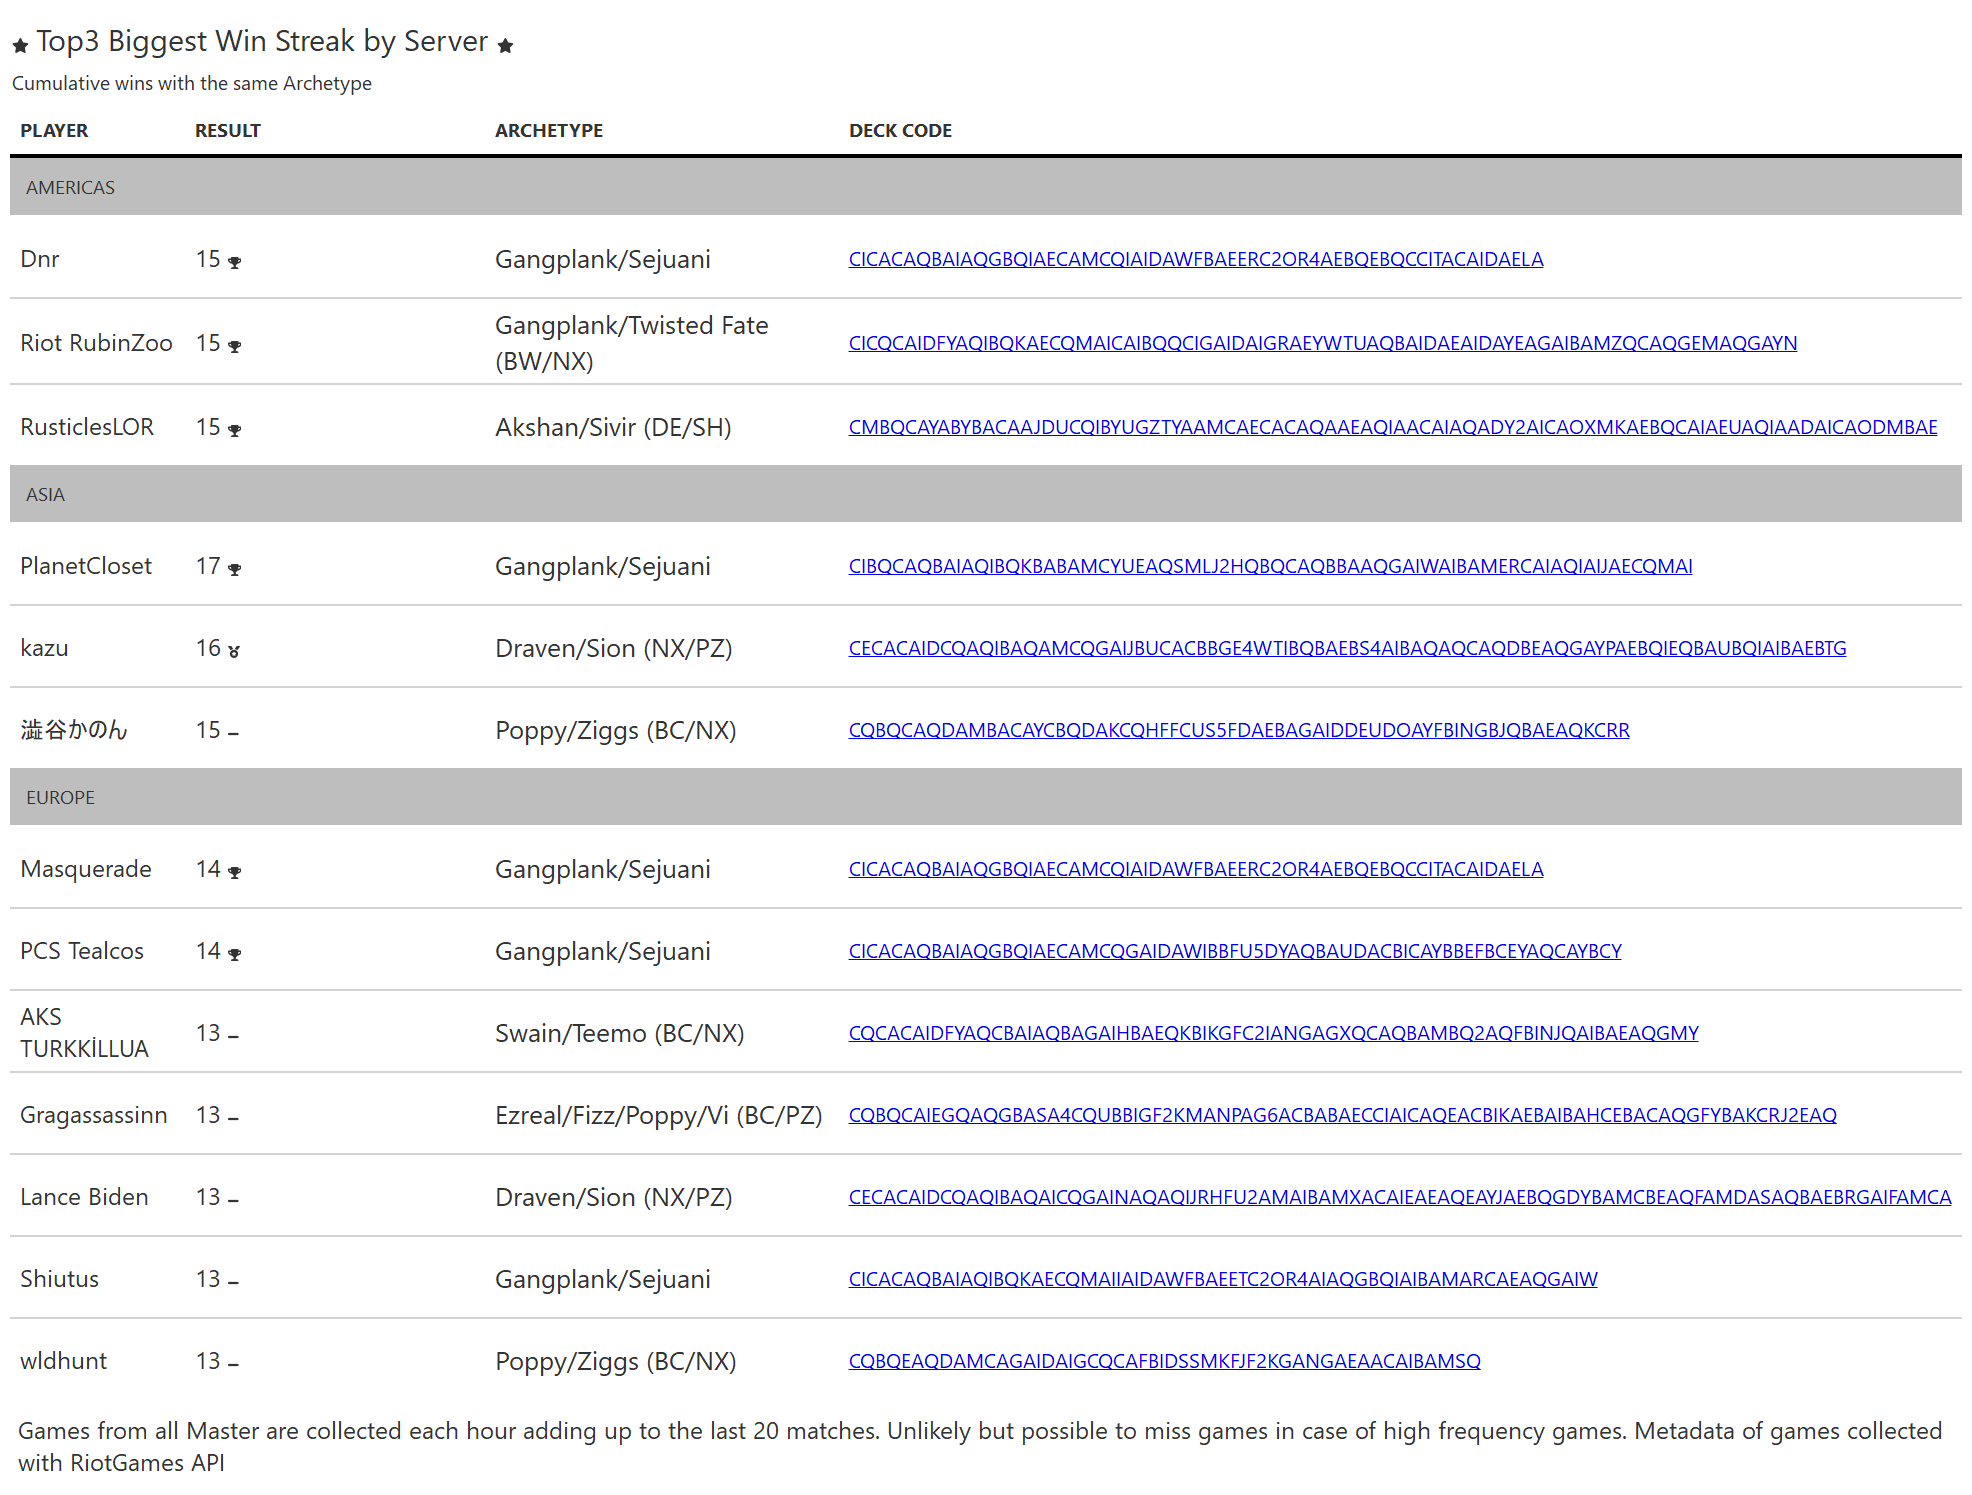 ★ Top3 Biggest Win Streak by Server ★
Cumulative wins with the same Archetype
PLAYER RESULT ARCHETYPE DECK CODE
AMERICAS
Dnr 15 Gangplank/Sejuani CICACAQBAIAQGBQIAECAMCQIAIDAWFBAEERC2OR4AEBQEBQCCITACAIDAELA
Riot RubinZoo 15 Gangplank/Twisted Fate (BW/NX) CICQCAIDFYAQIBQKAECQMAICAIBQQCIGAIDAIGRAEYWTUAQBAIDAEAIDAYEAGAIBAMZQCAQGEMAQGAYN
RusticlesLOR 15 Akshan/Sivir (DE/SH) CMBQCAYABYBACAAJDUCQIBYUGZTYAAMCAECACAQAAEAQIAACAIAQADY2AICAOXMKAEBQCAIAEUAQIAADAICAODMBAE
ASIA
PlanetCloset 17 Gangplank/Sejuani CIBQCAQBAIAQIBQKBABAMCYUEAQSMLJ2HQBQCAQBBAAQGAIWAIBAMERCAIAQIAIJAECQMAI
kazu 16 Draven/Sion (NX/PZ) CECACAIDCQAQIBAQAMCQGAIJBUCACBBGE4WTIBQBAEBS4AIBAQAQCAQDBEAQGAYPAEBQIEQBAUBQIAIBAEBTG
澁谷かのん 15 – Poppy/Ziggs (BC/NX) CQBQCAQDAMBACAYCBQDAKCQHFFCUS5FDAEBAGAIDDEUDOAYFBINGBJQBAEAQKCRR
EUROPE
Masquerade 14 Gangplank/Sejuani CICACAQBAIAQGBQIAECAMCQIAIDAWFBAEERC2OR4AEBQEBQCCITACAIDAELA
PCS Tealcos 14 Gangplank/Sejuani CICACAQBAIAQGBQIAECAMCQGAIDAWIBBFU5DYAQBAUDACBICAYBBEFBCEYAQCAYBCY
AKS TURKKİLLUA 13 – Swain/Teemo (BC/NX) CQCACAIDFYAQCBAIAQBAGAIHBAEQKBIKGFC2IANGAGXQCAQBAMBQ2AQFBINJQAIBAEAQGMY
Gragassassinn 13 – Ezreal/Fizz/Poppy/Vi (BC/PZ) CQBQCAIEGQAQGBASA4CQUBBIGF2KMANPAG6ACBABAECCIAICAQEACBIKAEBAIBAHCEBACAQGFYBAKCRJ2EAQ
Lance Biden 13 – Draven/Sion (NX/PZ) CECACAIDCQAQIBAQAICQGAINAQAQIJRHFU2AMAIBAMXACAIEAEAQEAYJAEBQGDYBAMCBEAQFAMDASAQBAEBRGAIFAMCA
Shiutus 13 – Gangplank/Sejuani CICACAQBAIAQIBQKAECQMAIIAIDAWFBAEETC2OR4AIAQGBQIAIBAMARCAEAQGAIW
wldhunt 13 – Poppy/Ziggs (BC/NX) CQBQEAQDAMCAGAIDAIGCQCAFBIDSSMKFJF2KGANGAEAACAIBAMSQ
Games from all Master are collected each hour adding up to the last 20 matches. Unlikely but possible to miss games in case of high frequency games. Metadata of games collected
with RiotGames API